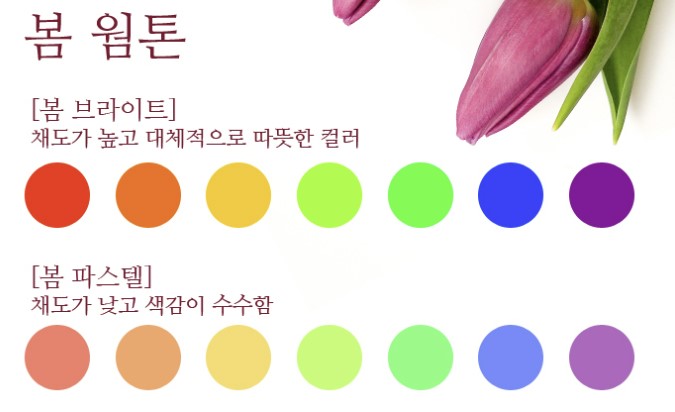 봄 웜톤
[봄 브라이트]
채도가 높고 대체적으로 따뜻한 컬러
[봄 파스텔]
채도가 낮고 색감이 수수함